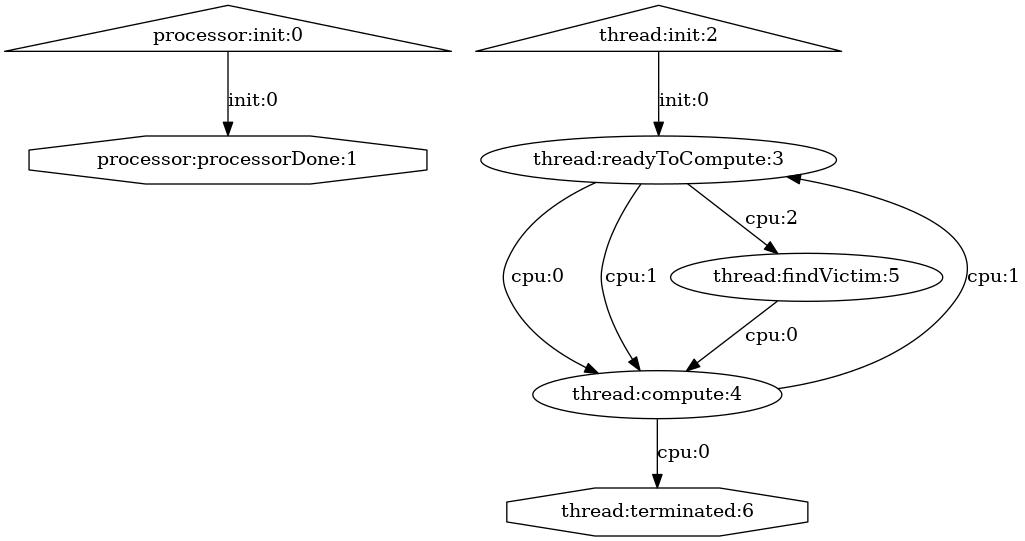 processor:init:0
thread:init:2
init:0
init:0
processor:processorDone:1
thread:readyToCompute:3
cpu:2
cpu:0
cpu:1
thread:findVictim:5
cpu:1
cpu:0
thread:compute:4
cpu:0
thread:terminated:6